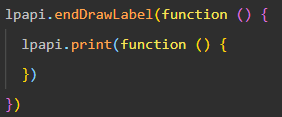 lpapi.endDrawLabel(function () {
  lpapi.print(function () {
  })
})